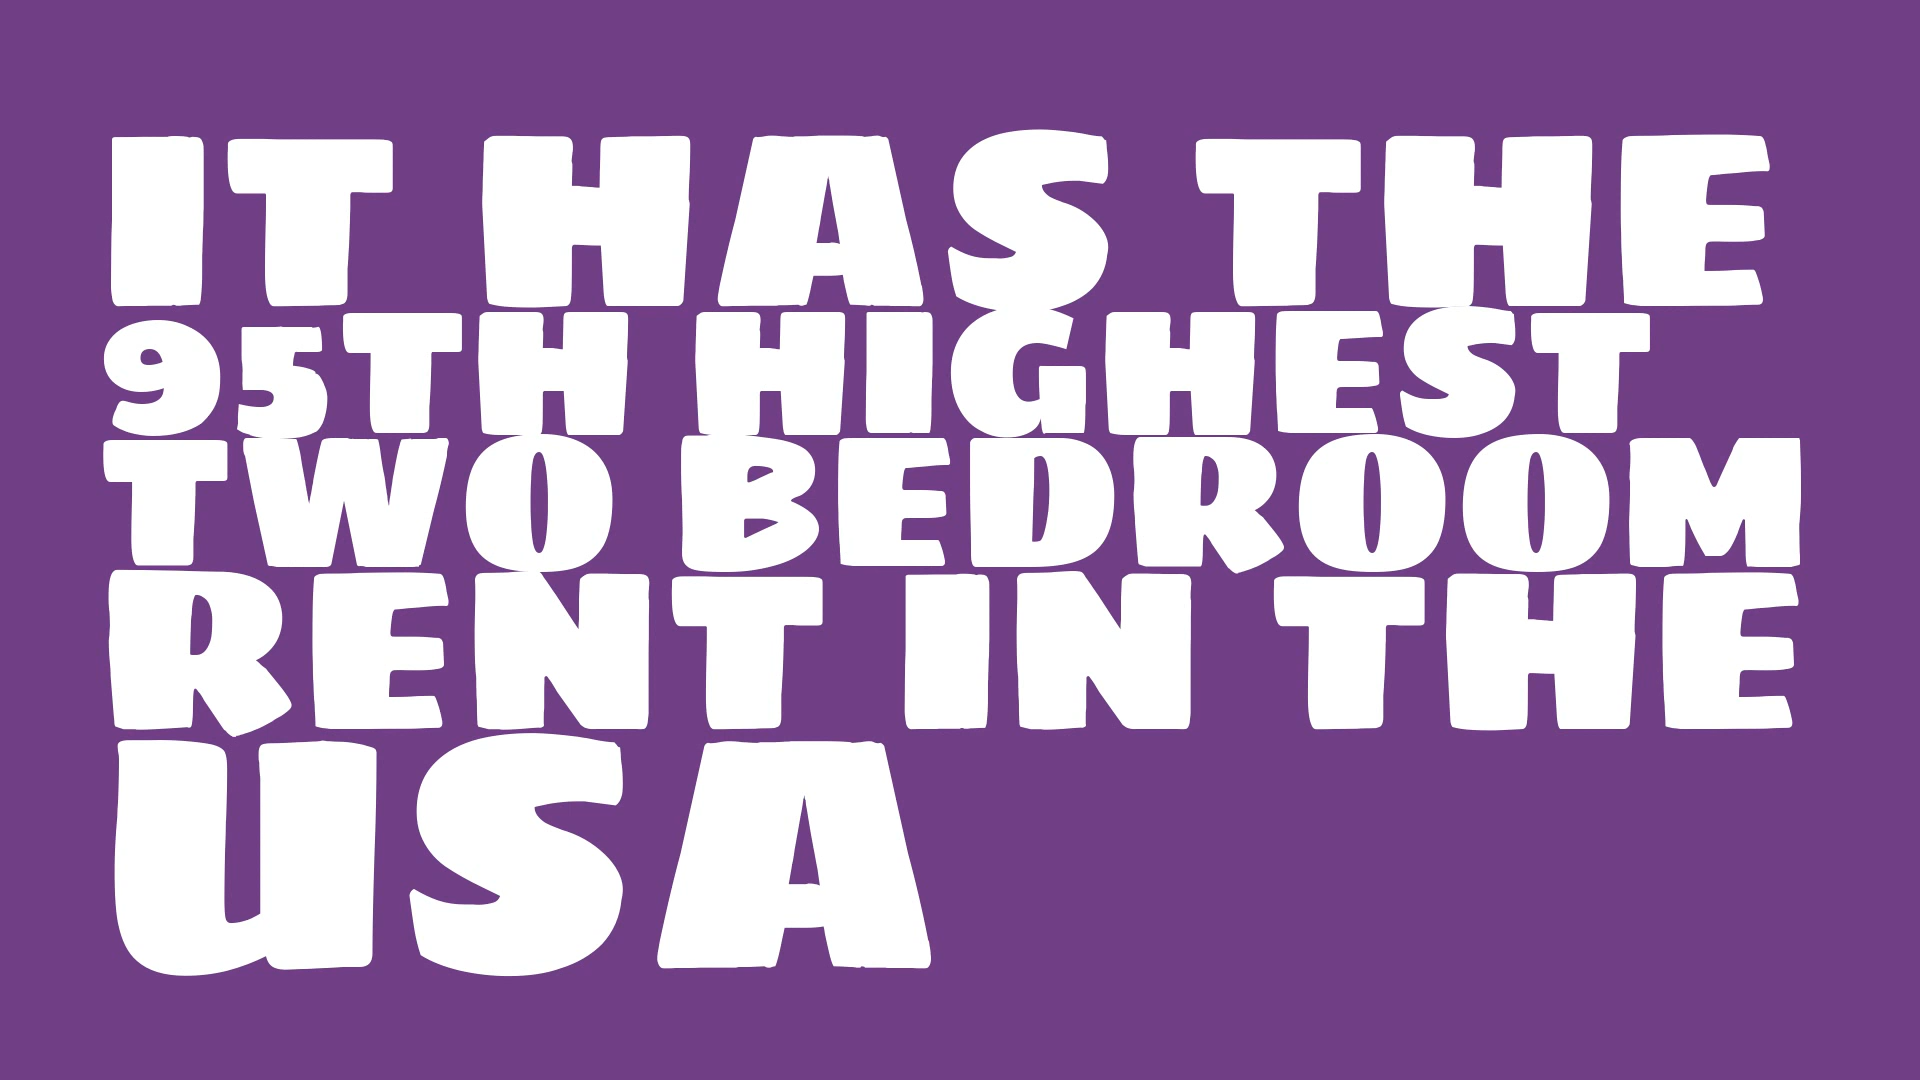 IT HAS THE
95TH HIGHEST
TWO BEDROOM
RENT IN THE
USA